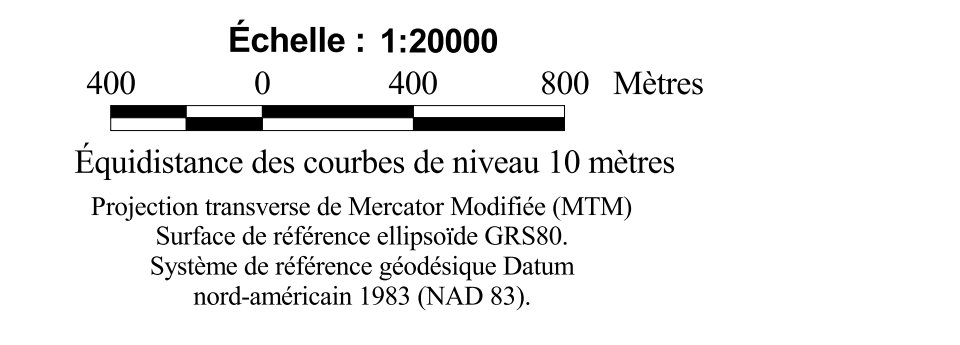 Échelle : 1:20000
400 0 400 800 Mètres
Équidistance des courbes de niveau 10 mètres
Projection transverse de Mercator Modifiée (MTM)
Surface de référence ellipsoïde GRS80.
Système de référence géodésique Datum
nord-américain 1983 (NAD 83).